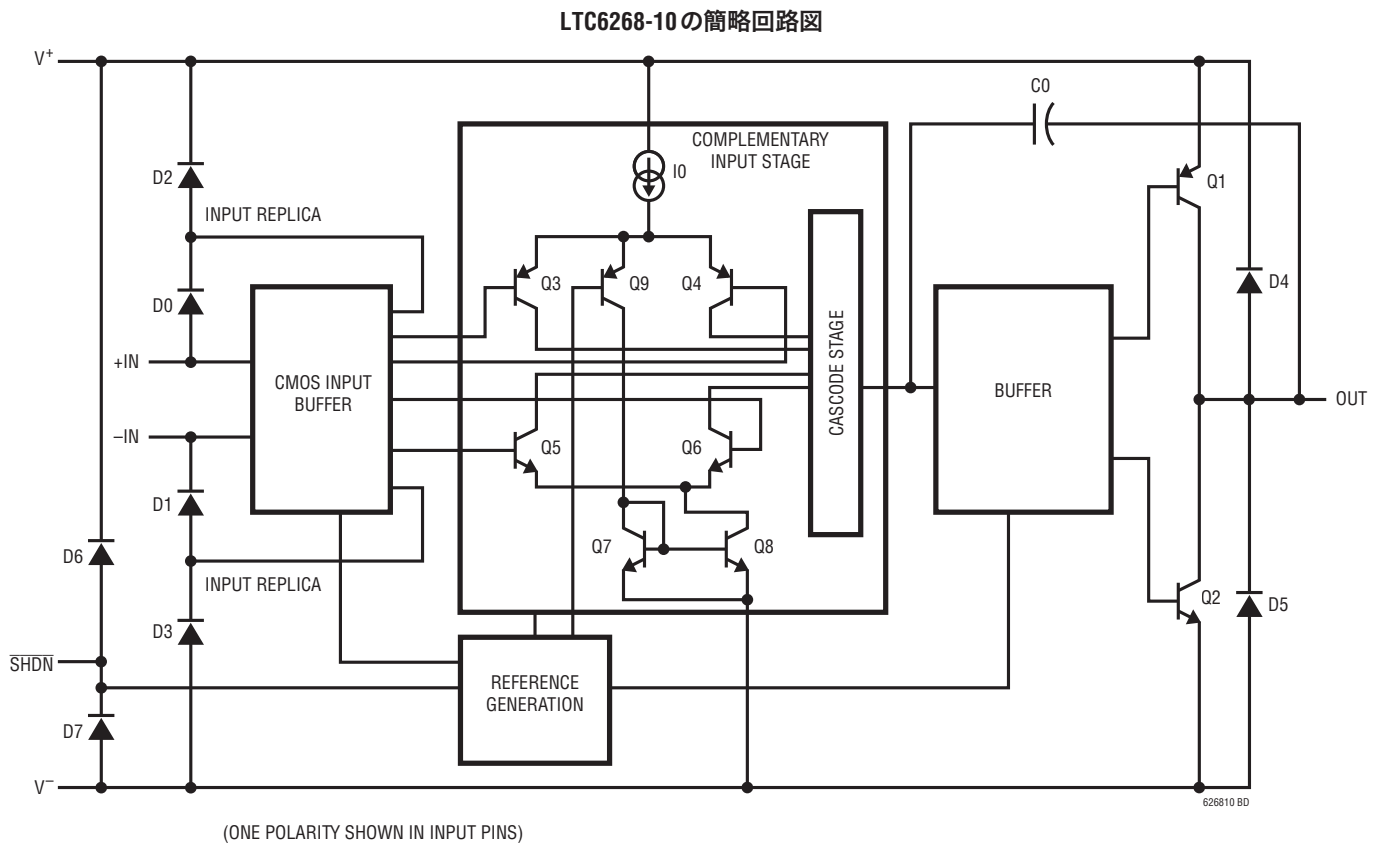 LTC6268-10の簡略回路図
V+
C0
COMPLEMENTARY
INPUT STAGE
I0
D2
Q1
INPUT REPLICA
Q3
Q9
Q4
D4
D0
+IN
CMOS INPUT
BUFFER
CASCODE STAGE
BUFFER
OUT
–IN
Q5
Q6
D1
Q7
Q8
D6
INPUT REPLICA
Q2
D5
D3
SHDN
REFERENCE
GENERATION
D7
V–
626810 BD
(ONE POLARITY SHOWN IN INPUT PINS)